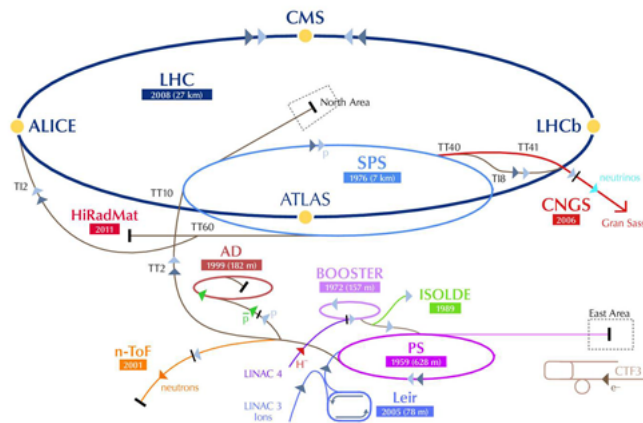 CMS
LHC
2008 (27 km)
North Area
ALICE
LHCb
TT40
TT41
SPS
1976 (7 km)
TI8
TI2
TT10
ATLAS
neutrinos
CNGS
2006
Gran Sass
HiRadMat
2011
TT60
AD
1999 (182 m)
TT2
BOOSTER
1972 (157 m)
ISOLDE
1989
p
p
p
East Area
n-ToF
2001
PS
1959 (628 m)
LINAC 4
H⁻
neutrons
CTF3
e-
LINAC 3
Ions
Leir
2005 (78 m)